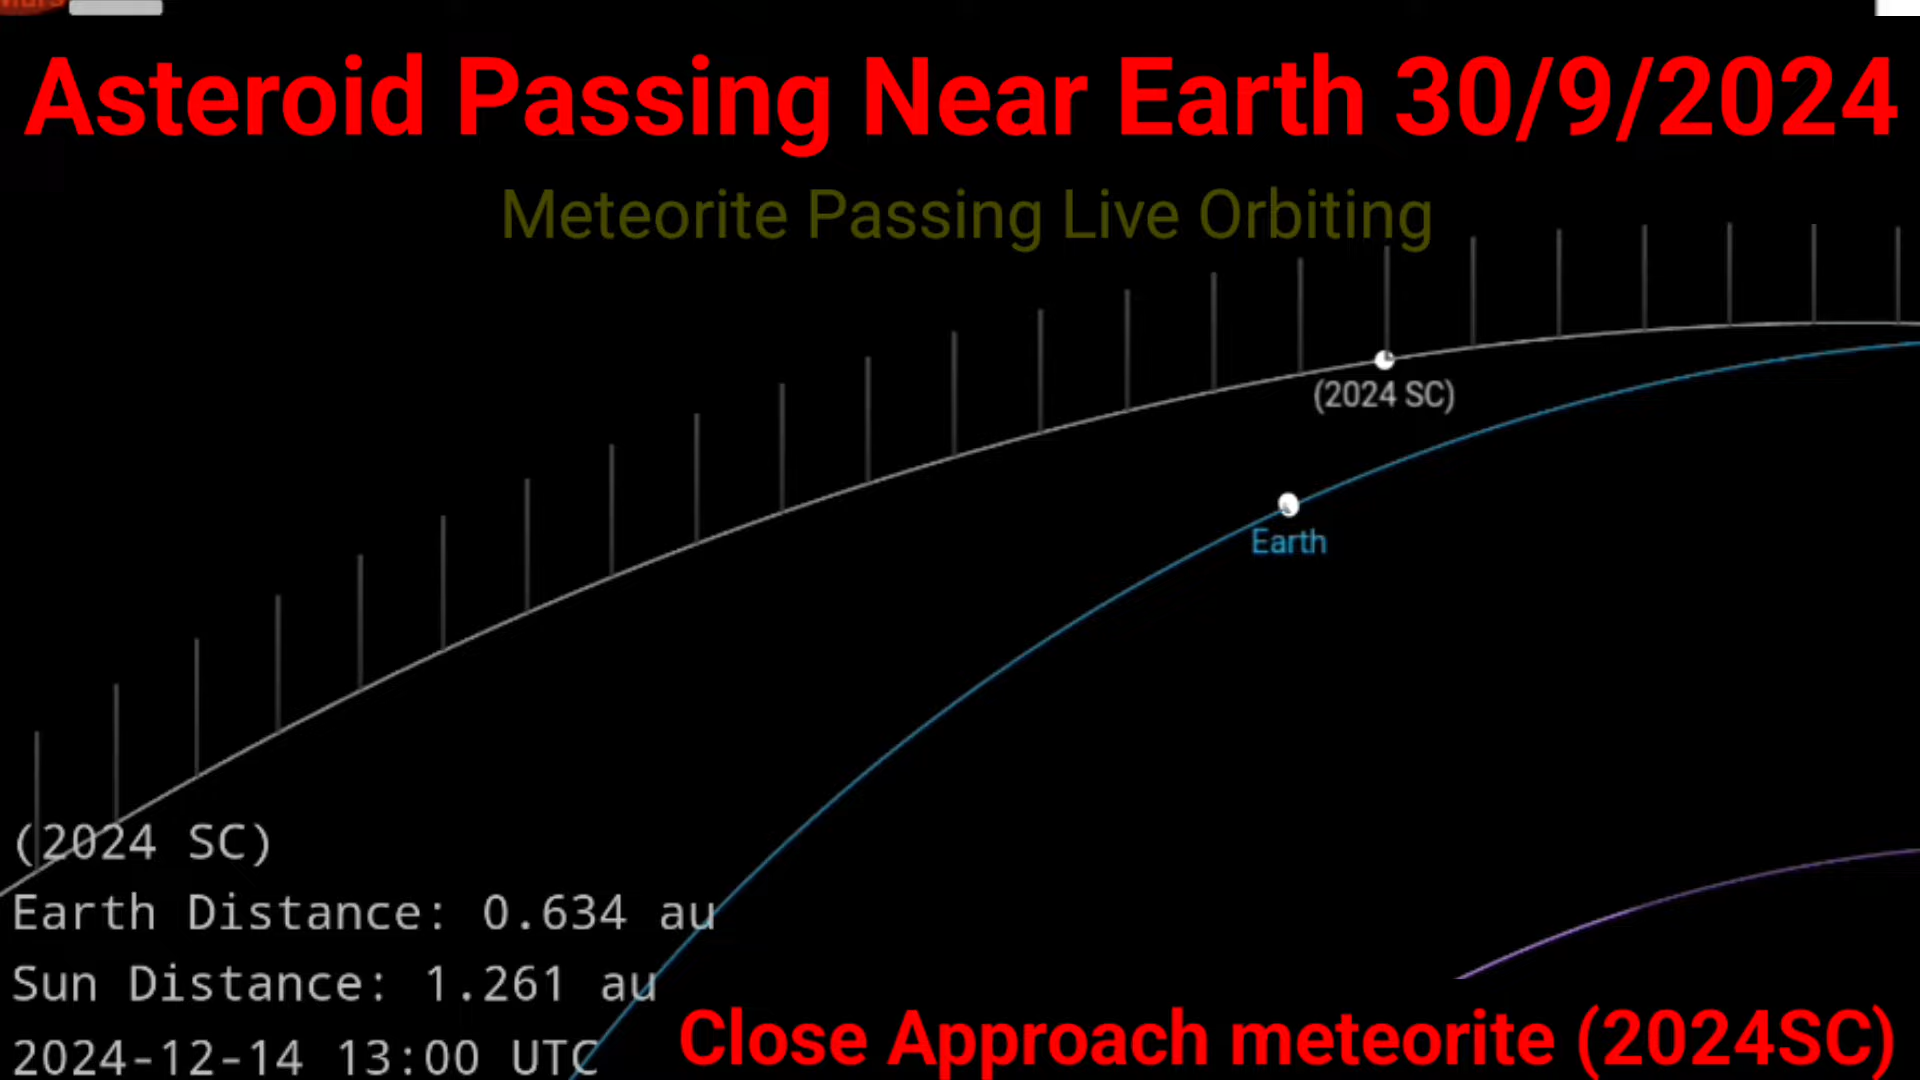 Asteroid Passing Near Earth 30/9/2024
Meteorite Passing Live Orbiting
(2024 SC)
Earth
(2024 SC)
Earth Distance: 0.634 au
Sun Distance: 1.261 au
2024-12-14 13:00 UTC
Close Approach meteorite (2024SC)